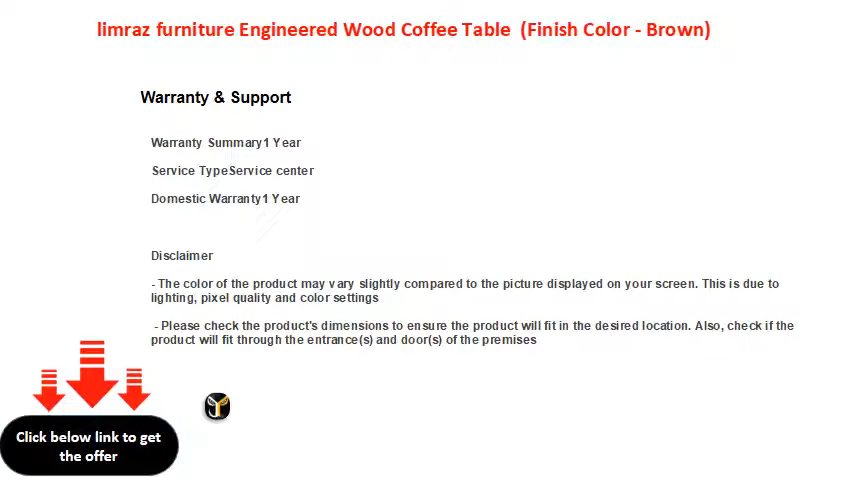 limraz furniture Engineered Wood Coffee Table (Finish Color - Brown)
Warranty & Support
Warranty Summary1 Year
Service TypeService center
Domestic Warranty1 Year
Disclaimer
- The color of the product may vary slightly compared to the picture displayed on your screen. This is due to
lighting, pixel quality and color settings
- Please check the product's dimensions to ensure the product will fit in the desired location. Also, check if the
product will fit through the entrance(s) and door(s) of the premises
Click below link to get
the offer